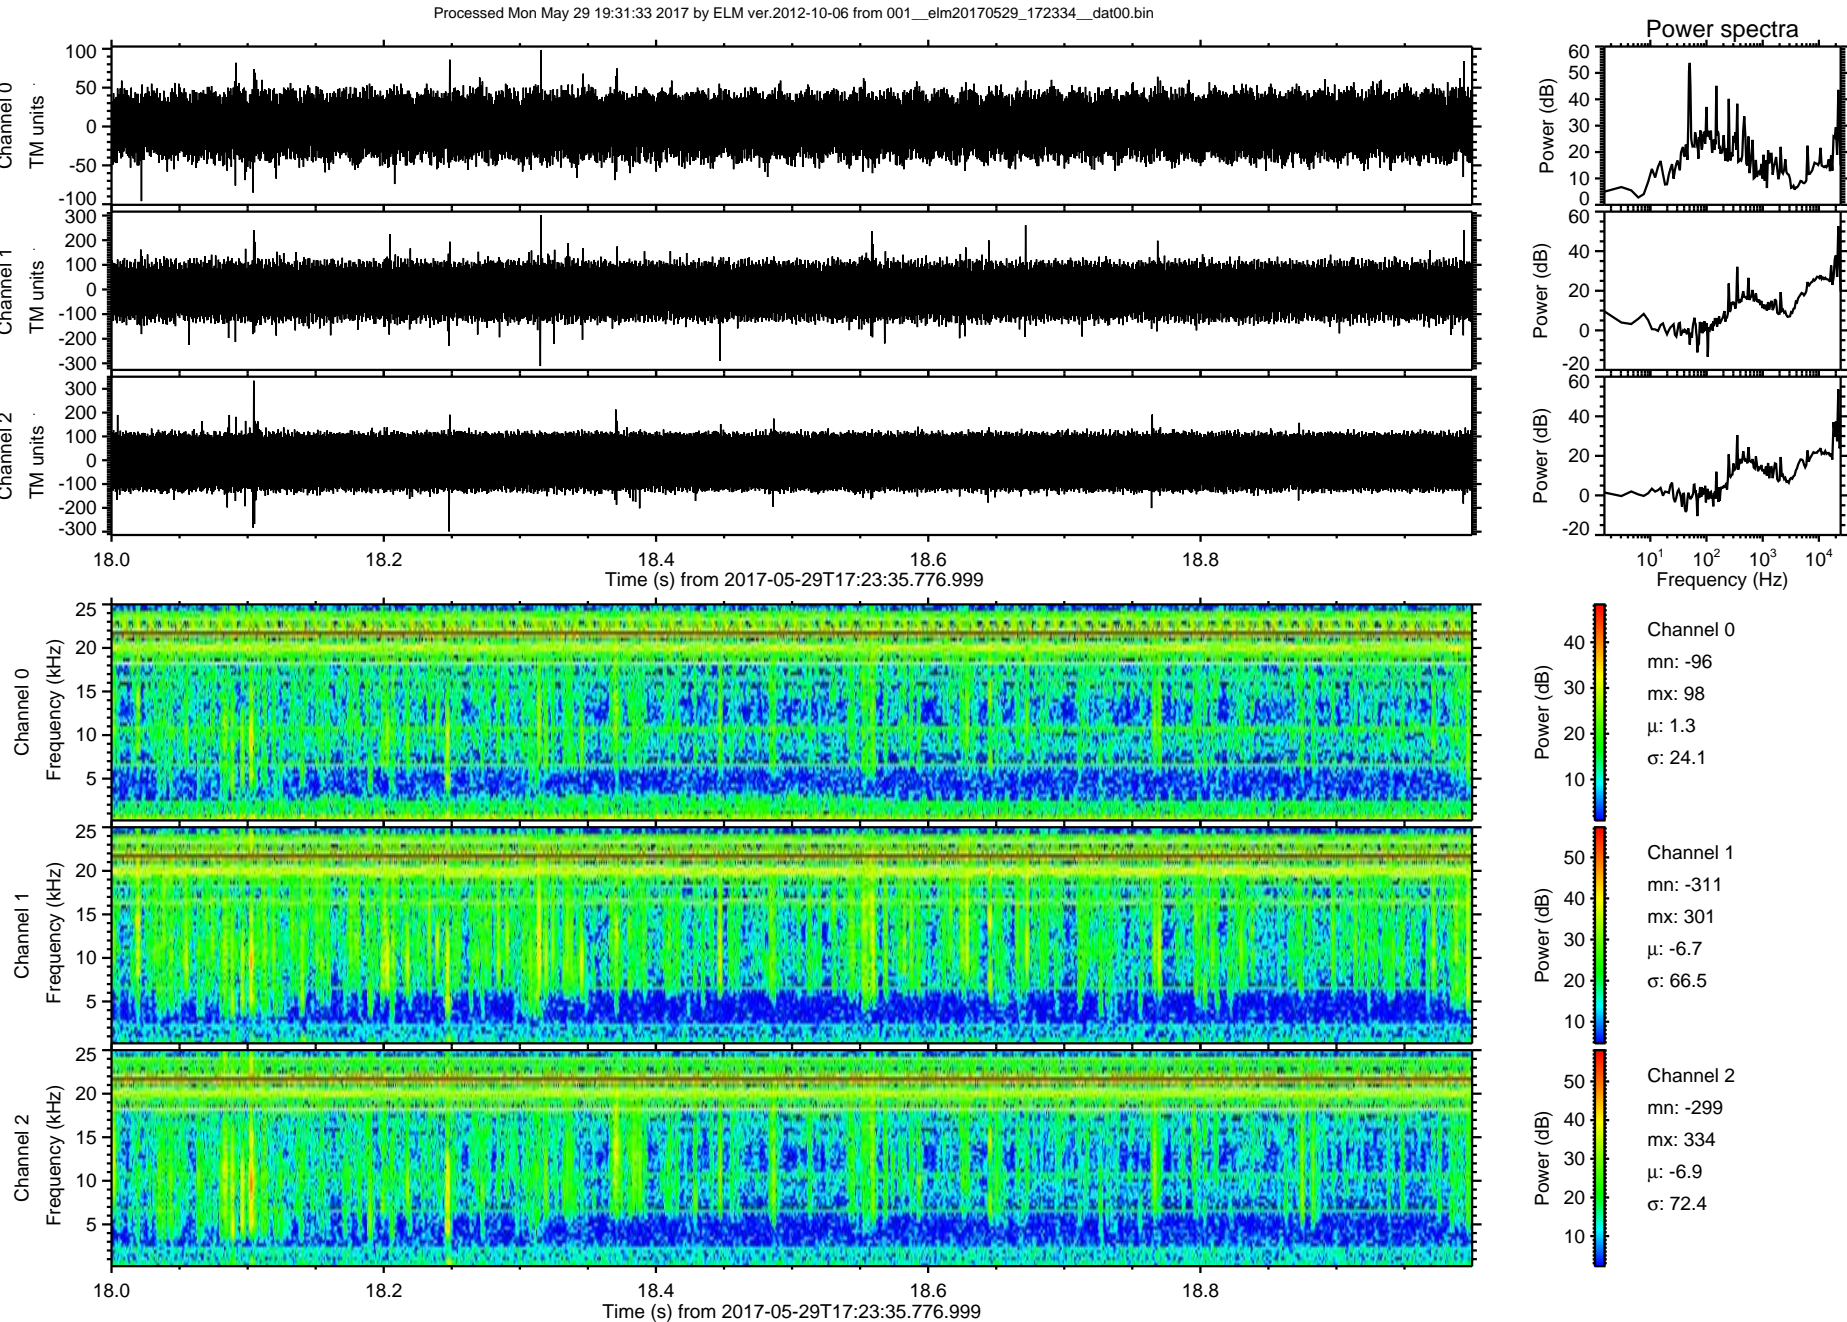 Processed Mon May 29 19:31:33 2017 by ELM ver.2012-10-06 from 001__elm20170529_172334__dat00.bin
Power spectra
Channel 0
TM units
100
50
0
-50
-100
Power (dB)
60
50
40
30
20
10
0
Channel 1
TM units
300
200
100
0
-100
-200
-300
Power (dB)
60
40
20
0
-20
Channel 2
TM units
300
200
100
0
-100
-200
-300
Power (dB)
60
40
20
0
-20
18.0 18.2 18.4 18.6 18.8
Time (s) from 2017-05-29T17:23:35.776.999
10¹ 10² 10³ 10⁴
Frequency (Hz)
Channel 0
Frequency (kHz)
25
20
15
10
5
Power (dB)
40
30
20
10
Channel 0
mn: -96
mx: 98
μ: 1.3
σ: 24.1
Channel 1
Frequency (kHz)
25
20
15
10
5
Power (dB)
50
40
30
20
10
Channel 1
mn: -311
mx: 301
μ: -6.7
σ: 66.5
Channel 2
Frequency (kHz)
25
20
15
10
5
Power (dB)
50
40
30
20
10
Channel 2
mn: -299
mx: 334
μ: -6.9
σ: 72.4
18.0 18.2 18.4 18.6 18.8
Time (s) from 2017-05-29T17:23:35.776.999